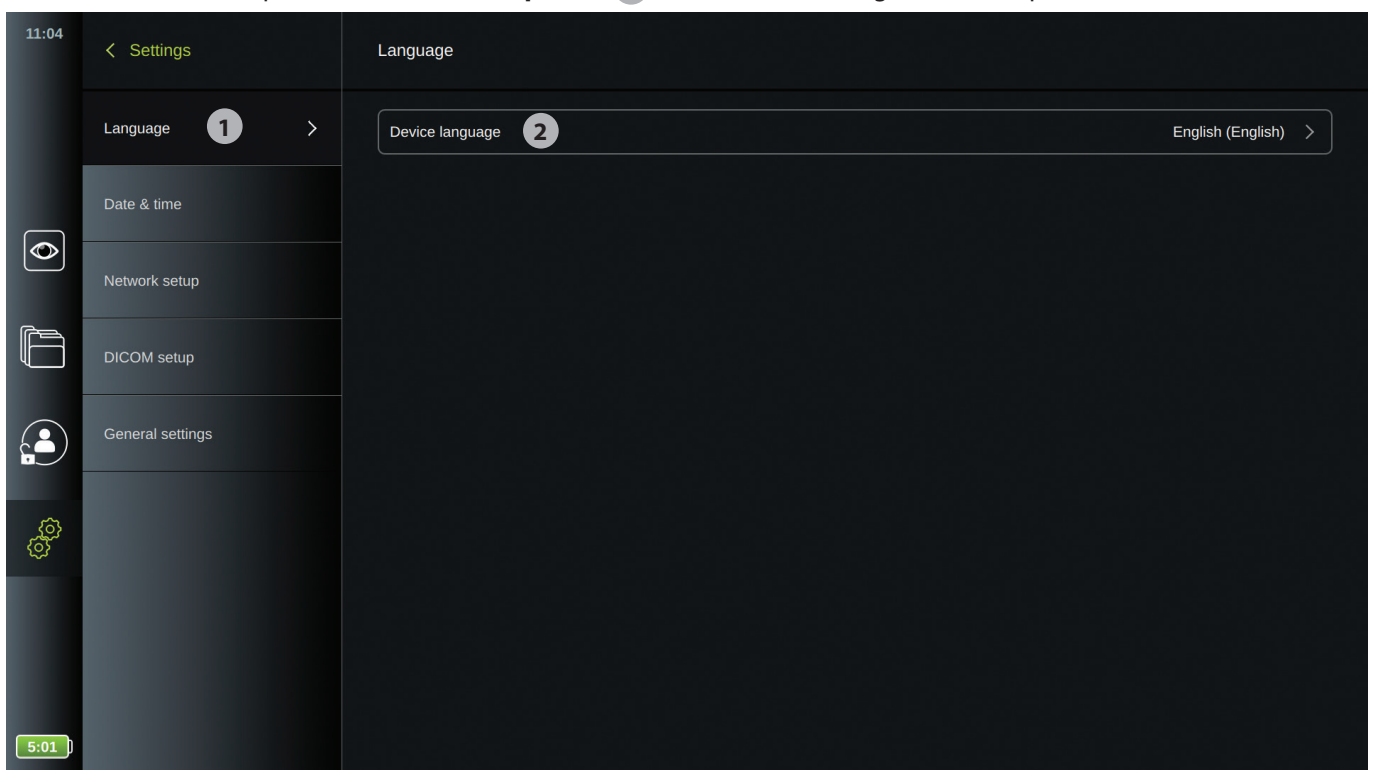 11:04
Settings
Language
Language 1
Device language 2 English (English)
Date & time
Network setup
DICOM setup
General settings
5:01